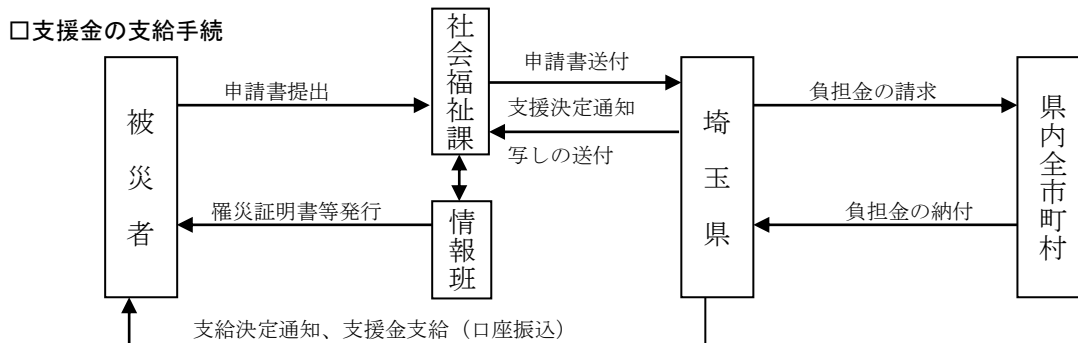 □支援金の支給手続
被災者
申請書提出
罹災証明書等発行
社会福祉課
情報班
申請書送付
支援決定通知
写しの送付
埼玉県
負担金の請求
負担金の納付
県内全市町村
支給決定通知、支援金支給（口座振込）